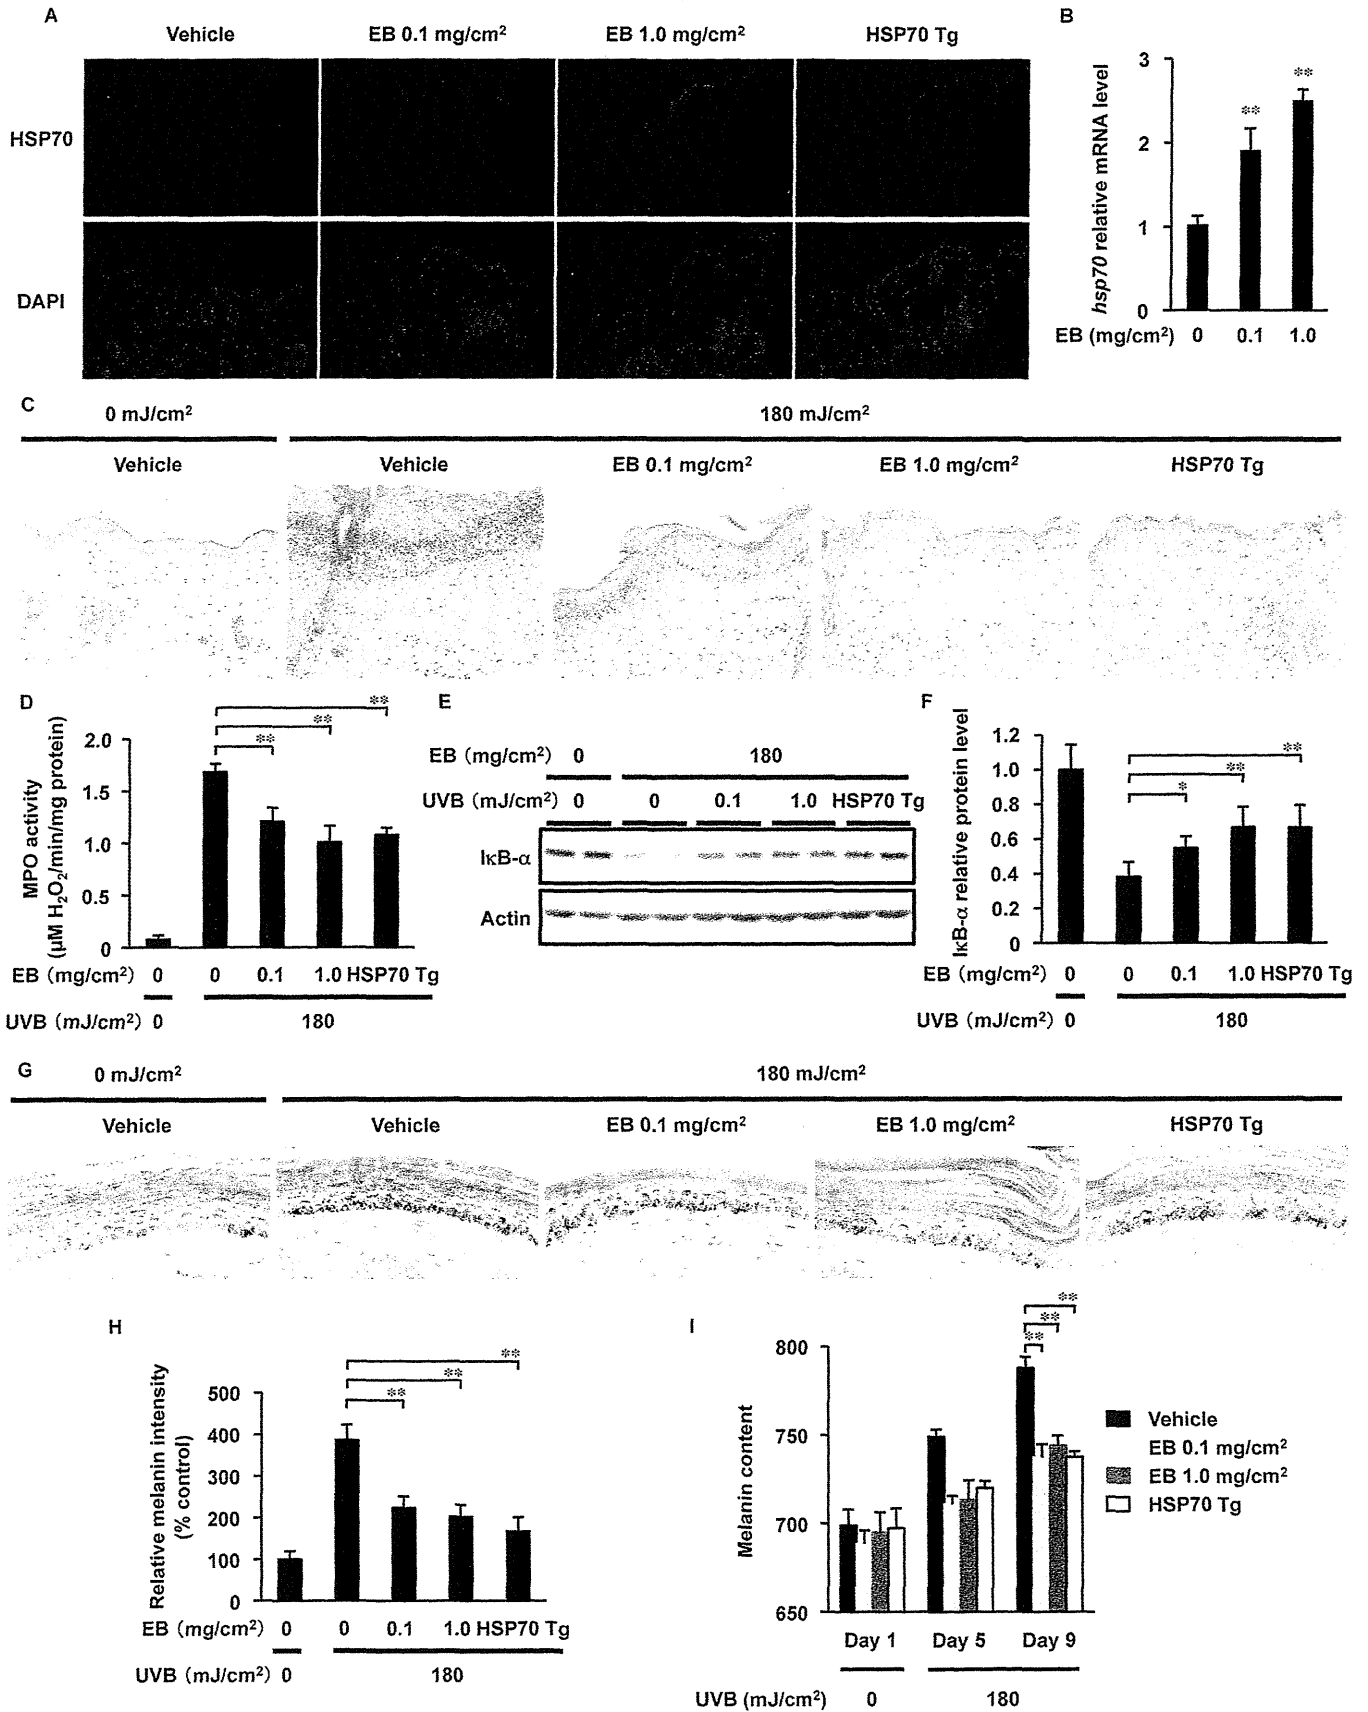 A
Vehicle EB 0.1 mg/cm² EB 1.0 mg/cm² HSP70 Tg
HSP70
DAPI
B
hsp70 relative mRNA level
3
2
1
0
EB (mg/cm²) 0 0.1 1.0
**
**
C
0 mJ/cm² 180 mJ/cm²
Vehicle Vehicle EB 0.1 mg/cm² EB 1.0 mg/cm² HSP70 Tg
D
MPO activity
(μM H₂O₂/min/mg protein)
2.0
1.5
1.0
0.5
0
**
**
**
EB (mg/cm²) 0 0 0.1 1.0 HSP70 Tg
UVB (mJ/cm²) 0 180
E
EB (mg/cm²) 0 180
UVB (mJ/cm²) 0 0 0.1 1.0 HSP70 Tg
IκB-α
Actin
F
IκB-α relative protein level
1.2
1.0
0.8
0.6
0.4
0.2
0
**
**
*
EB (mg/cm²) 0 0 0.1 1.0 HSP70 Tg
UVB (mJ/cm²) 0 180
G
0 mJ/cm² 180 mJ/cm²
Vehicle Vehicle EB 0.1 mg/cm² EB 1.0 mg/cm² HSP70 Tg
H
Relative melanin intensity
(% control)
500
400
300
200
100
0
**
**
**
EB (mg/cm²) 0 0 0.1 1.0 HSP70 Tg
UVB (mJ/cm²) 0 180
I
Melanin content
800
750
700
650
**
**
**
Vehicle
EB 0.1 mg/cm²
EB 1.0 mg/cm²
HSP70 Tg
Day 1 Day 5 Day 9
UVB (mJ/cm²) 0 180